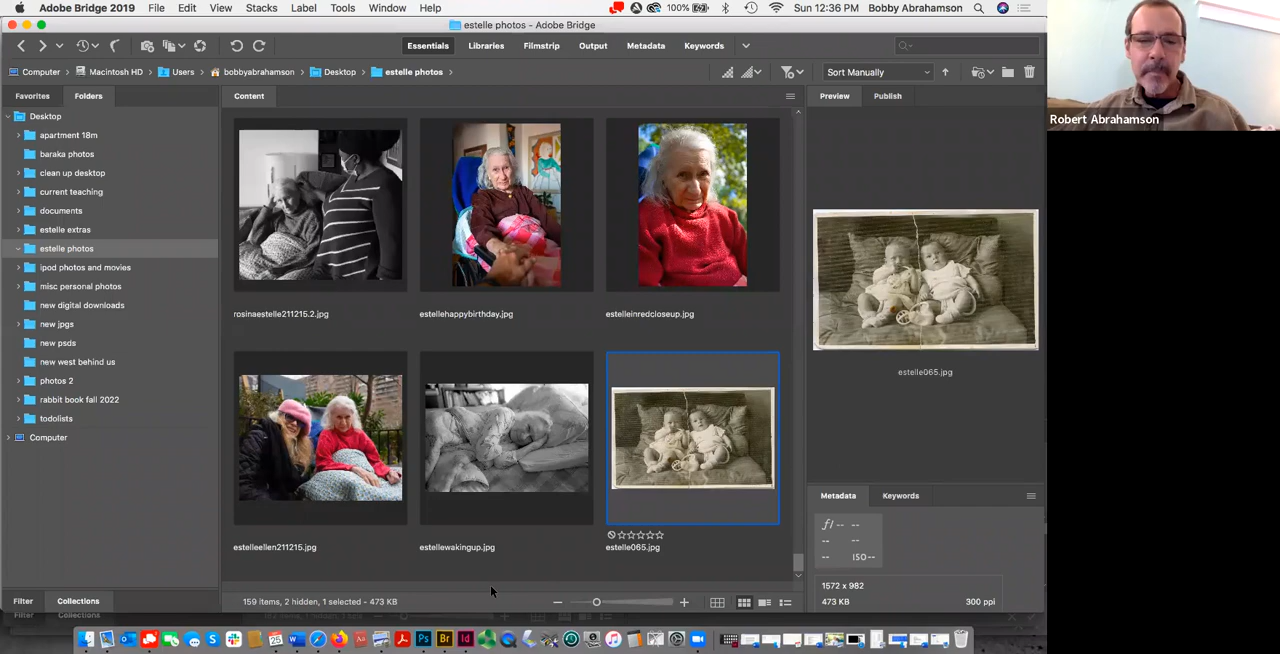 Adobe Bridge 2019 File Edit View Stacks Label Tools Window Help 100% Sun 12:36 PM Bobby Abrahamson
estelle photos - Adobe Bridge
Essentials Libraries Filmstrip Output Metadata Keywords
Computer Macintosh HD Users bobbyabrahamson Desktop estelle photos Sort Manually
Favorites Folders Content Preview Publish
Desktop
apartment 18m
baraka photos
clean up desktop
current teaching
documents
estelle extras
estelle photos
ipod photos and movies
misc personal photos
new digital downloads
new jpgs
new psds
new west behind us
photos 2
rabbit book fall 2022
todolists
Computer
rosinaestelle211215.2.jpg estellehappybirthday.jpg estelleinredcloseup.jpg
estelleellen211215.jpg estellewakingup.jpg estelle065.jpg
estelle065.jpg
Metadata Keywords
f/-- --
-- --
-- ISO--
1572 x 982
473 KB 300 ppi
Filter Collections
159 items, 2 hidden, 1 selected - 473 KB
Filter Collections
Robert Abrahamson
Ps Br Id